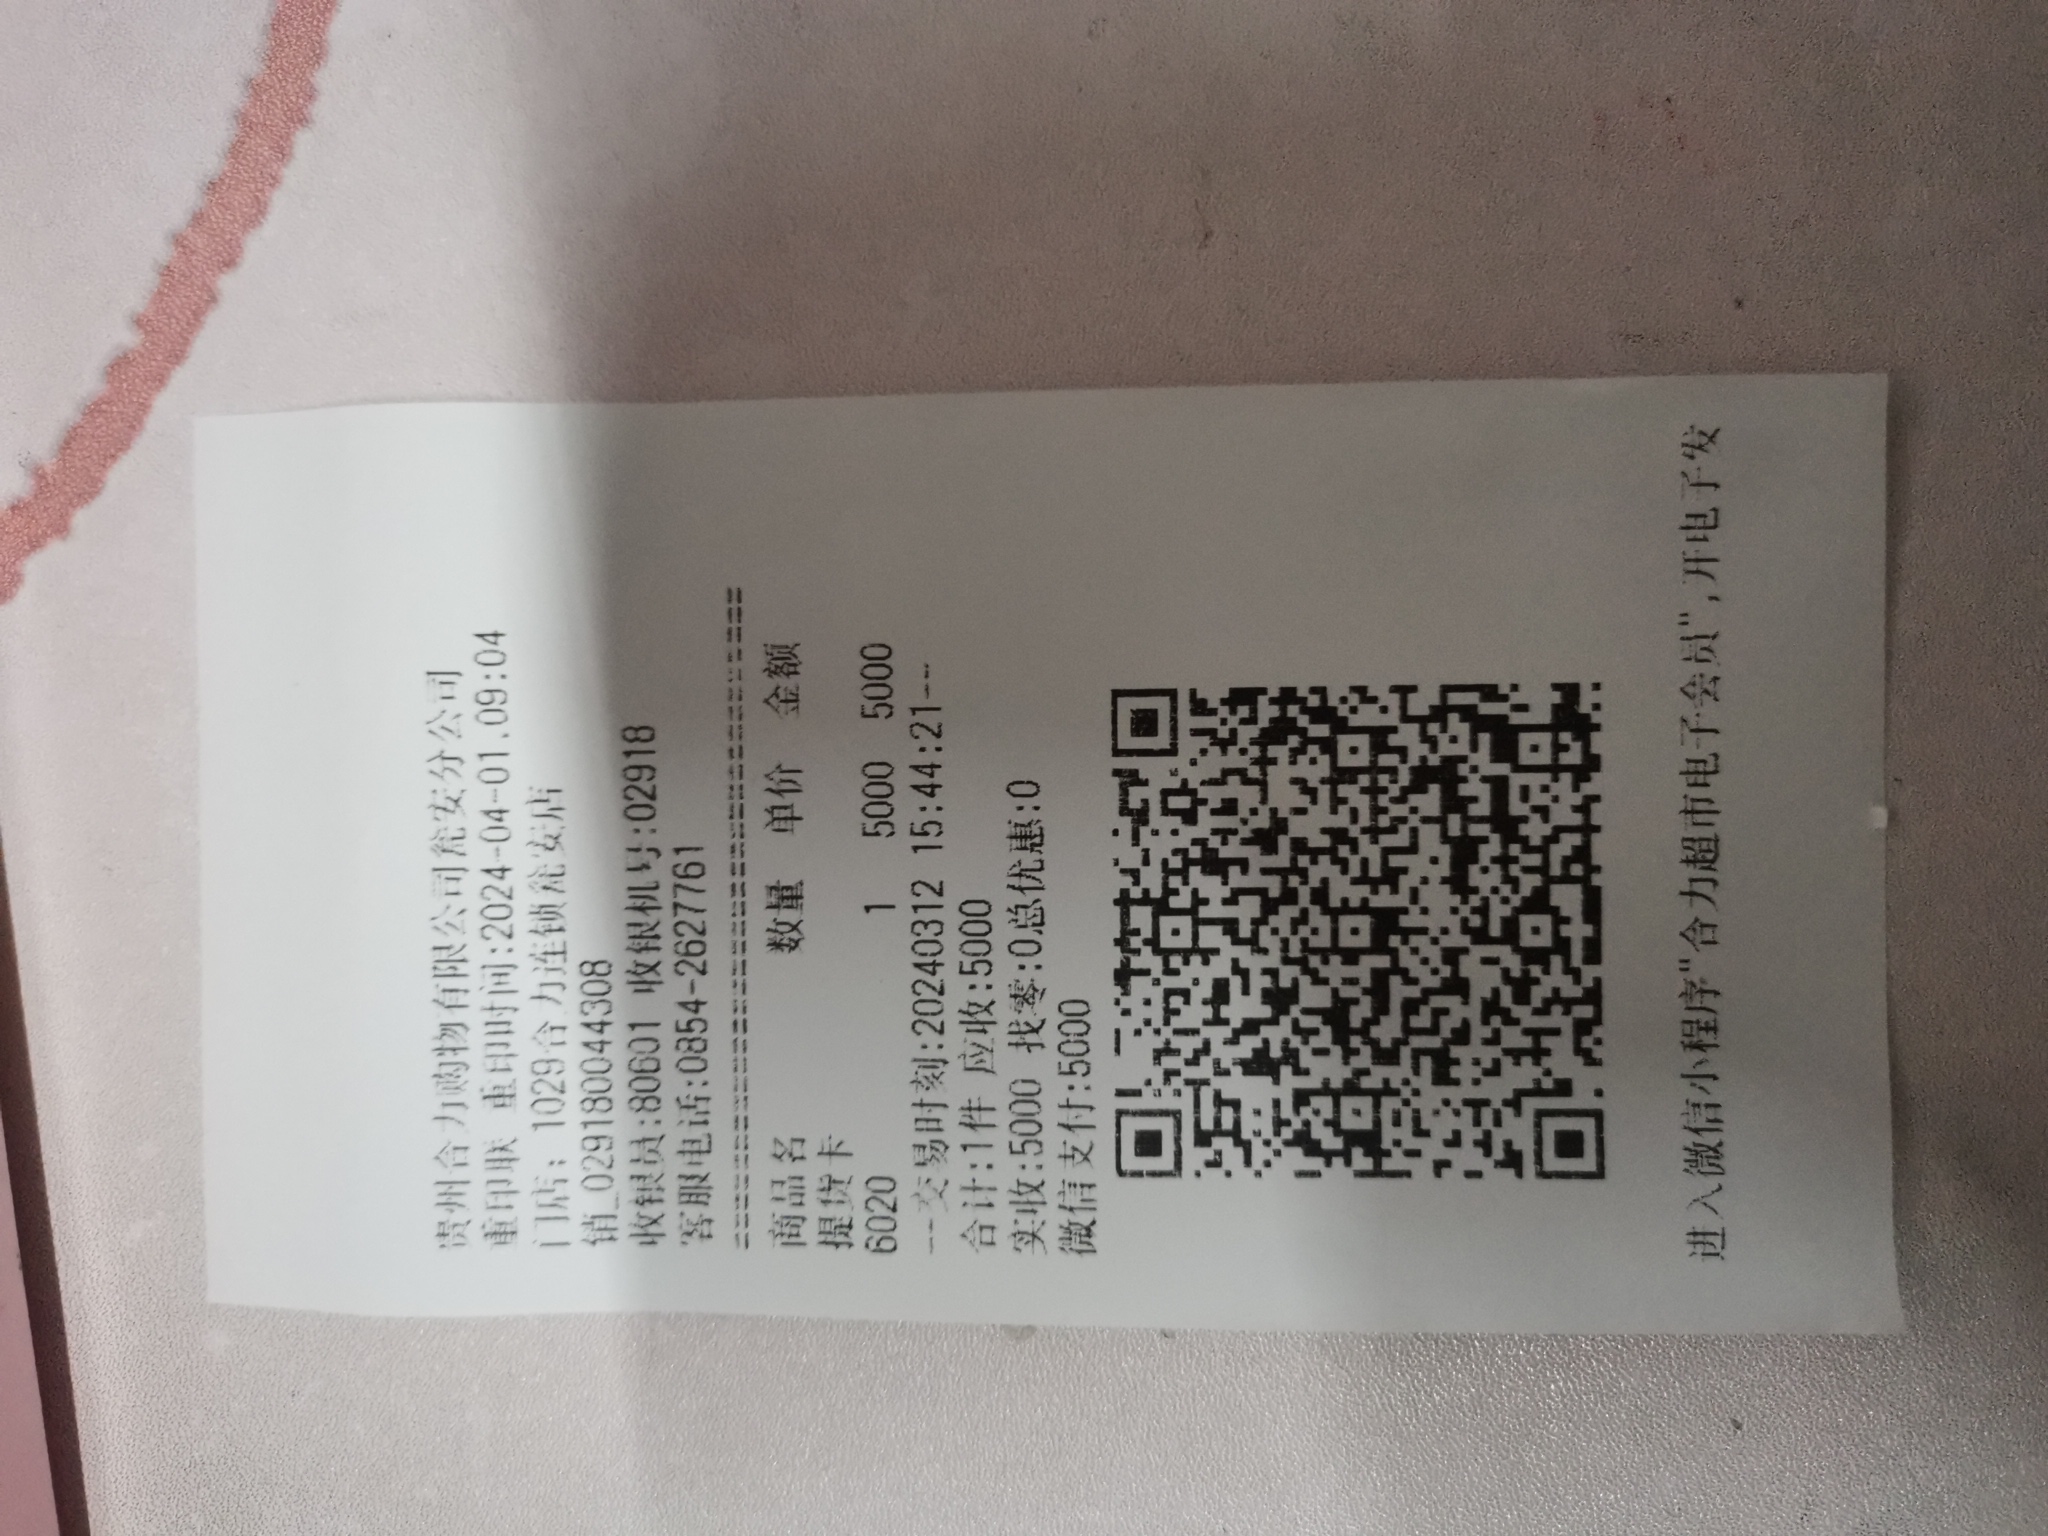 贵州合力购物有限公司瓮安分公司
重印联 重印时间:2024-04-01.09:04
门店: 1029合力连锁瓮安店
销_029180044308
收银员:80601 收银机号:02918
客服电话:0854-2627761
================================
商品名 数量 单价 金额
提货卡
6020 1 5000 5000
--交易时刻:20240312 15:44:21--
合计:1件 应收:5000
实收:5000 找零:0总优惠:0
微信支付:5000
进入微信小程序"合力超市电子会员",开电子发